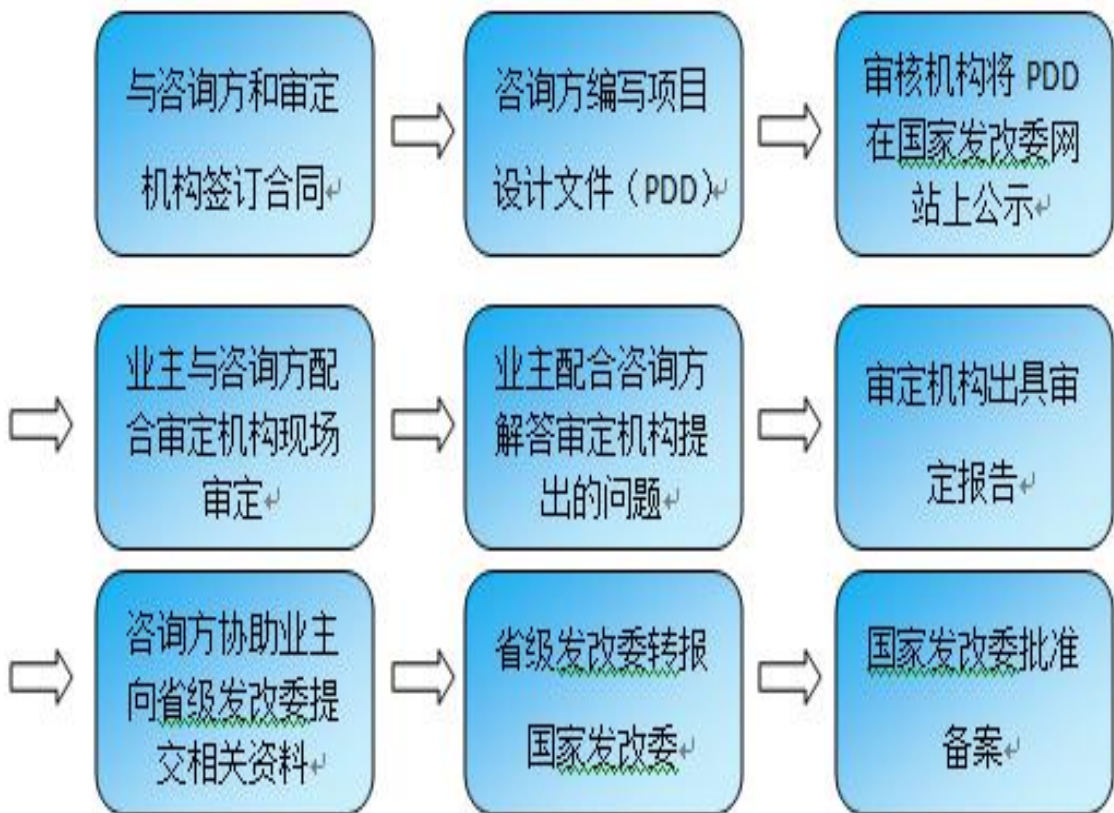 与咨询方和审定
机构签订合同
咨询方编写项目
设计文件（PDD）
审核机构将 PDD
在国家发改委网
站上公示
业主与咨询方配
合审定机构现场
审定
业主配合咨询方
解答审定机构提
出的问题
审定机构出具审
定报告
咨询方协助业主
向省级发改委提
交相关资料
省级发改委转报
国家发改委
国家发改委批准
备案